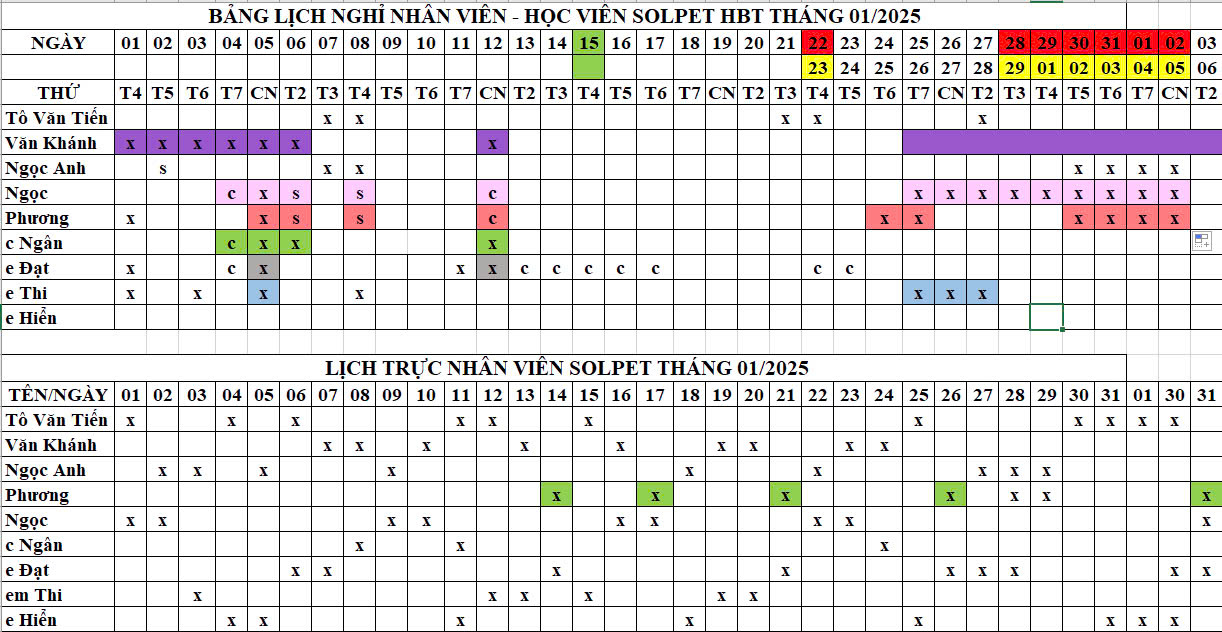 BẢNG LỊCH NGHỈ NHÂN VIÊN - HỌC VIÊN SOLPET HBT THÁNG 01/2025
NGÀY 01 02 03 04 05 06 07 08 09 10 11 12 13 14 15 16 17 18 19 20 21 22 23 24 25 26 27 28 29 30 31 01 02 03
23 24 25 26 27 28 29 01 02 03 04 05 06
THỨ T4 T5 T6 T7 CN T2 T3 T4 T5 T6 T7 CN T2 T3 T4 T5 T6 T7 CN T2 T3 T4 T5 T6 T7 CN T2 T3 T4 T5 T6 T7 CN T2
Tô Văn Tiến x x x x x
Văn Khánh x x x x x x x
Ngọc Anh s x x x x x x
Ngọc c x s s c x x x x x x x x x
Phương x x s s c x x x x x x
c Ngân c x x x
e Đạt x c x x x c c c c c c c
e Thi x x x x x x x
e Hiển
LỊCH TRỰC NHÂN VIÊN SOLPET THÁNG 01/2025
TÊN/NGÀY 01 02 03 04 05 06 07 08 09 10 11 12 13 14 15 16 17 18 19 20 21 22 23 24 25 26 27 28 29 30 31 01 30 31
Tô Văn Tiến x x x x x x x x x x x
Văn Khánh x x x x x x x x x
Ngọc Anh x x x x x x x x x
Phương x x x x x x x
Ngọc x x x x x x x x x
c Ngân x x x
e Đạt x x x x x x x x x
em Thi x x x x x x
e Hiển x x x x x x x x